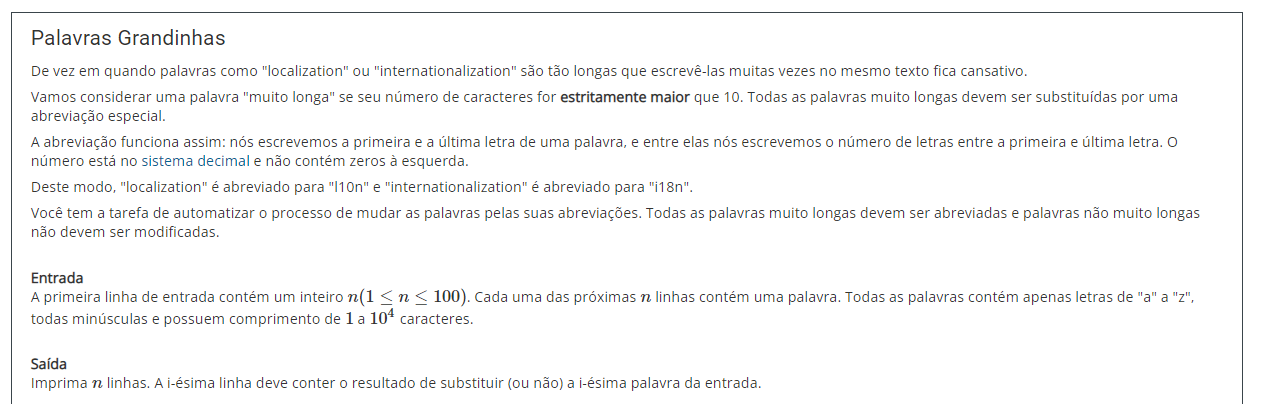 Palavras Grandinhas
De vez em quando palavras como "localization" ou "internationalization" são tão longas que escrevê-las muitas vezes no mesmo texto fica cansativo.
Vamos considerar uma palavra "muito longa" se seu número de caracteres for estritamente maior que 10. Todas as palavras muito longas devem ser substituídas por uma
abreviação especial.
A abreviação funciona assim: nós escrevemos a primeira e a última letra de uma palavra, e entre elas nós escrevemos o número de letras entre a primeira e última letra. O
número está no sistema decimal e não contém zeros à esquerda.
Deste modo, "localization" é abreviado para "l10n" e "internationalization" é abreviado para "i18n".
Você tem a tarefa de automatizar o processo de mudar as palavras pelas suas abreviações. Todas as palavras muito longas devem ser abreviadas e palavras não muito longas
não devem ser modificadas.
Entrada
A primeira linha de entrada contém um inteiro n(1 ≤ n ≤ 100). Cada uma das próximas n linhas contém uma palavra. Todas as palavras contém apenas letras de "a" a "z",
todas minúsculas e possuem comprimento de 1 a 10⁴ caracteres.
Saída
Imprima n linhas. A i-ésima linha deve conter o resultado de substituir (ou não) a i-ésima palavra da entrada.